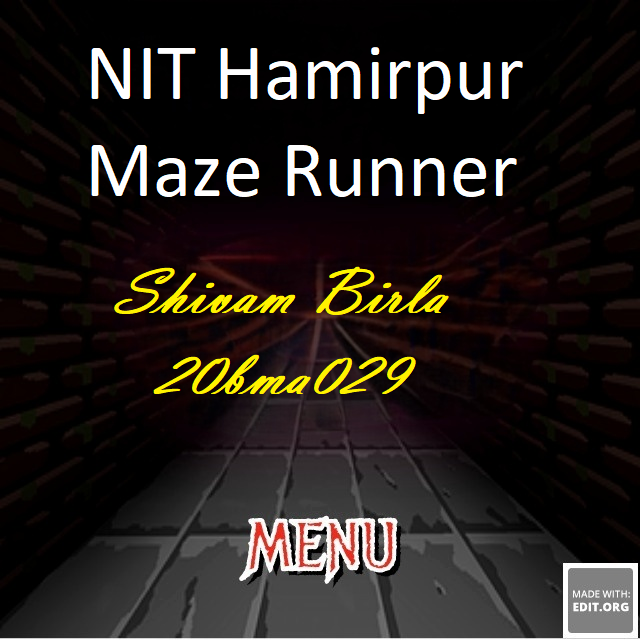 NIT Hamirpur
Maze Runner
Shivam Birla
20bma029
MENU
MADE WITH:
EDIT.ORG